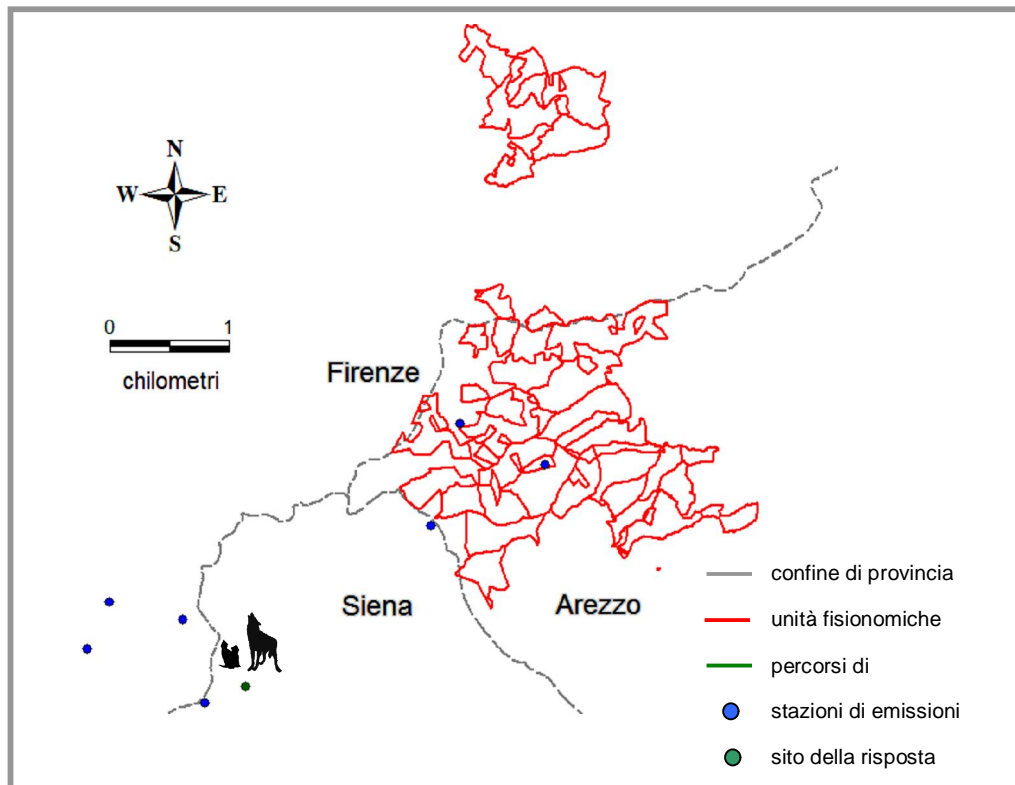 N
W E
S
0 1
chilometri
Firenze
Siena
Arezzo
confine di provincia
unità fisionomiche
percorsi di
stazioni di emissioni
sito della risposta